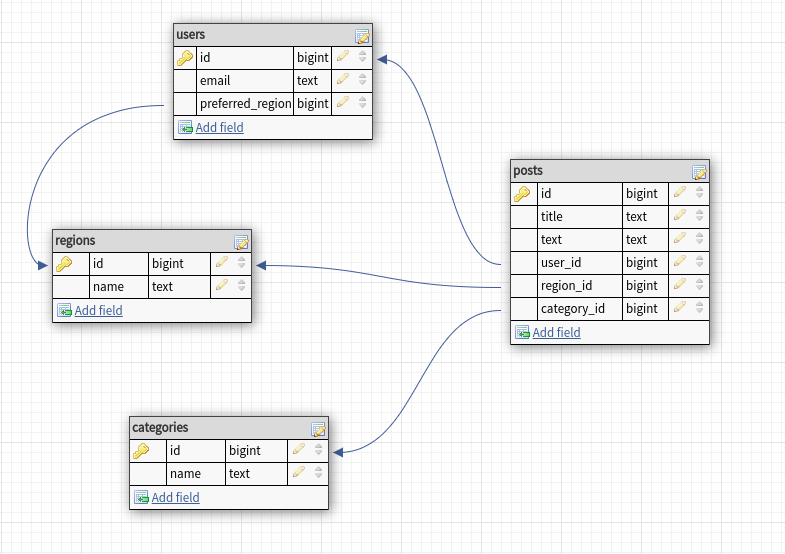 users
id bigint
email text
preferred_region bigint
Add field
posts
id bigint
title text
text text
user_id bigint
region_id bigint
category_id bigint
Add field
regions
id bigint
name text
Add field
categories
id bigint
name text
Add field